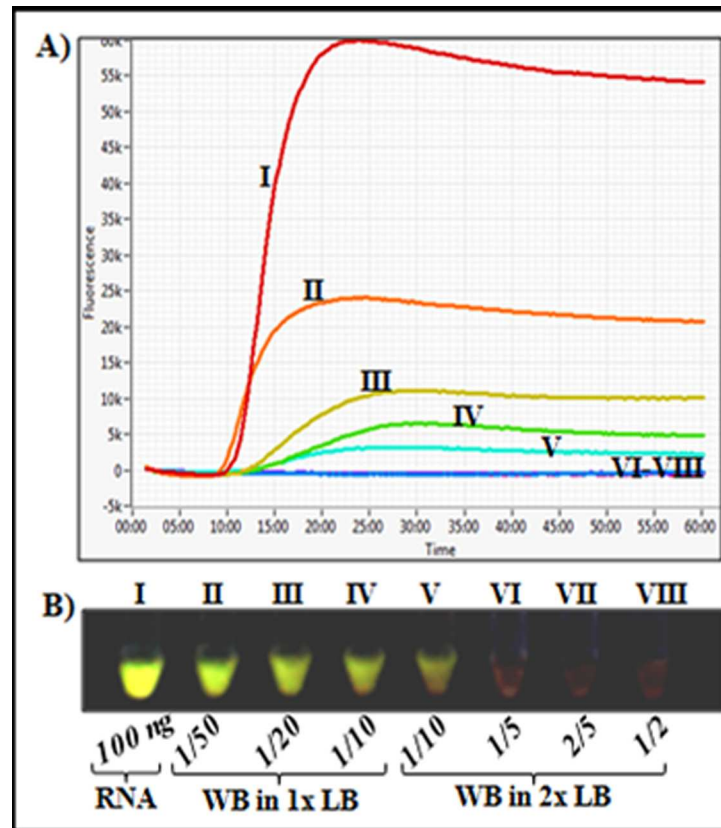 A)
60k
55k
50k
45k
40k
35k
30k
25k
20k
15k
10k
5k
0
-5k
Fluorescence
I
II
III
IV
V
VI-VIII
00:00 05:00 10:00 15:00 20:00 25:00 30:00 35:00 40:00 45:00 50:00 55:00 60:00
Time
B)
I II III IV V VI VII VIII
100 ng 1/50 1/20 1/10 1/10 1/5 2/5 1/2
RNA WB in 1x LB WB in 2x LB